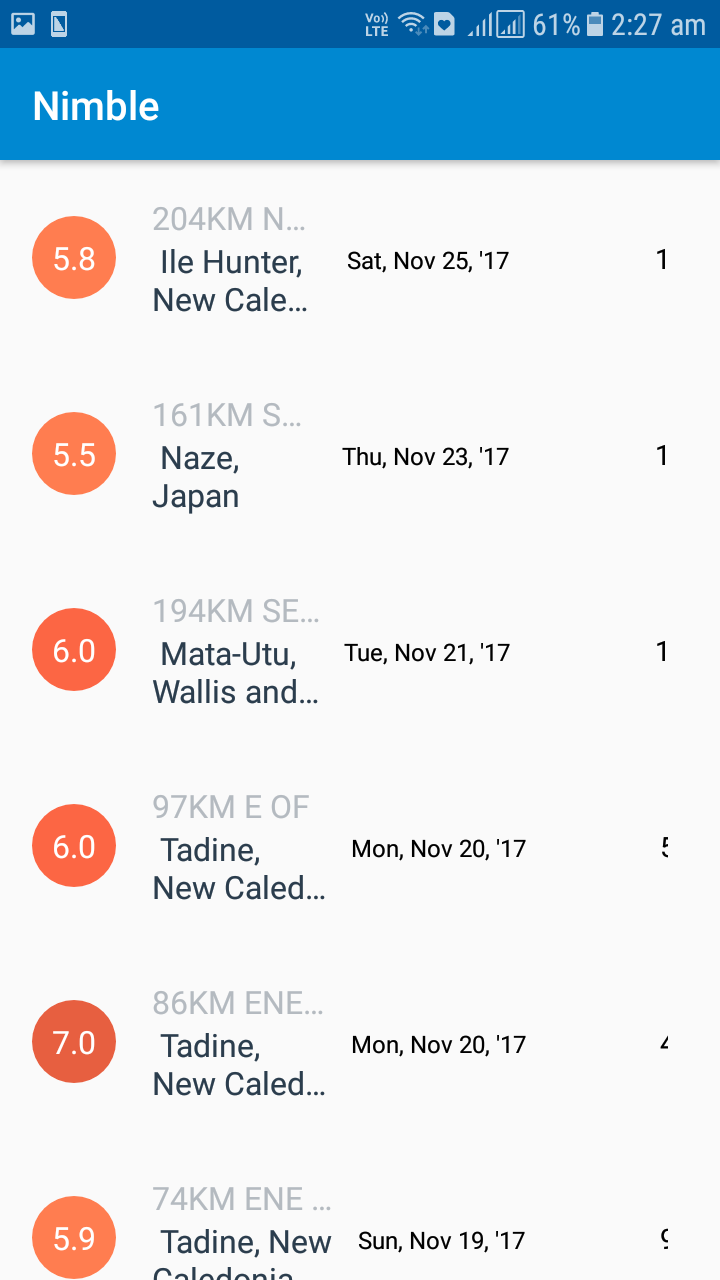 Vo)) LTE 61% 2:27 am
Nimble
204KM N…
5.8 Ile Hunter, Sat, Nov 25, '17 1
New Cale…
161KM S…
5.5 Naze, Thu, Nov 23, '17 1
Japan
194KM SE…
6.0 Mata-Utu, Tue, Nov 21, '17 1
Wallis and…
97KM E OF
6.0 Tadine, Mon, Nov 20, '17
New Caled…
86KM ENE…
7.0 Tadine, Mon, Nov 20, '17
New Caled…
74KM ENE …
5.9 Tadine, New Sun, Nov 19, '17
Caledonia